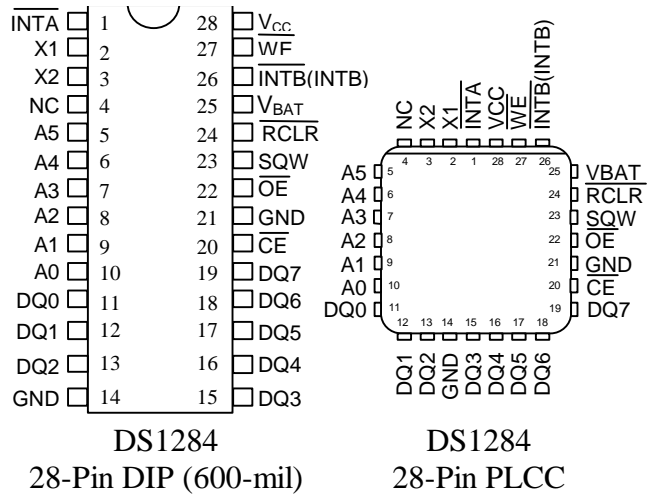 INTA 1 28 VCC
X1 2 27 WE
X2 3 26 INTB(INTB)
NC 4 25 VBAT
A5 5 24 RCLR
A4 6 23 SQW
A3 7 22 OE
A2 8 21 GND
A1 9 20 CE
A0 10 19 DQ7
DQ0 11 18 DQ6
DQ1 12 17 DQ5
DQ2 13 16 DQ4
GND 14 15 DQ3
DS1284
28-Pin DIP (600-mil)
NC X2 X1 INTA VCC WE INTB(INTB)
4 3 2 1 28 27 26
A5 5 25 VBAT
A4 6 24 RCLR
A3 7 23 SQW
A2 8 22 OE
A1 9 21 GND
A0 10 20 CE
DQ0 11 19 DQ7
12 13 14 15 16 17 18
DQ1 DQ2 GND DQ3 DQ4 DQ5 DQ6
DS1284
28-Pin PLCC